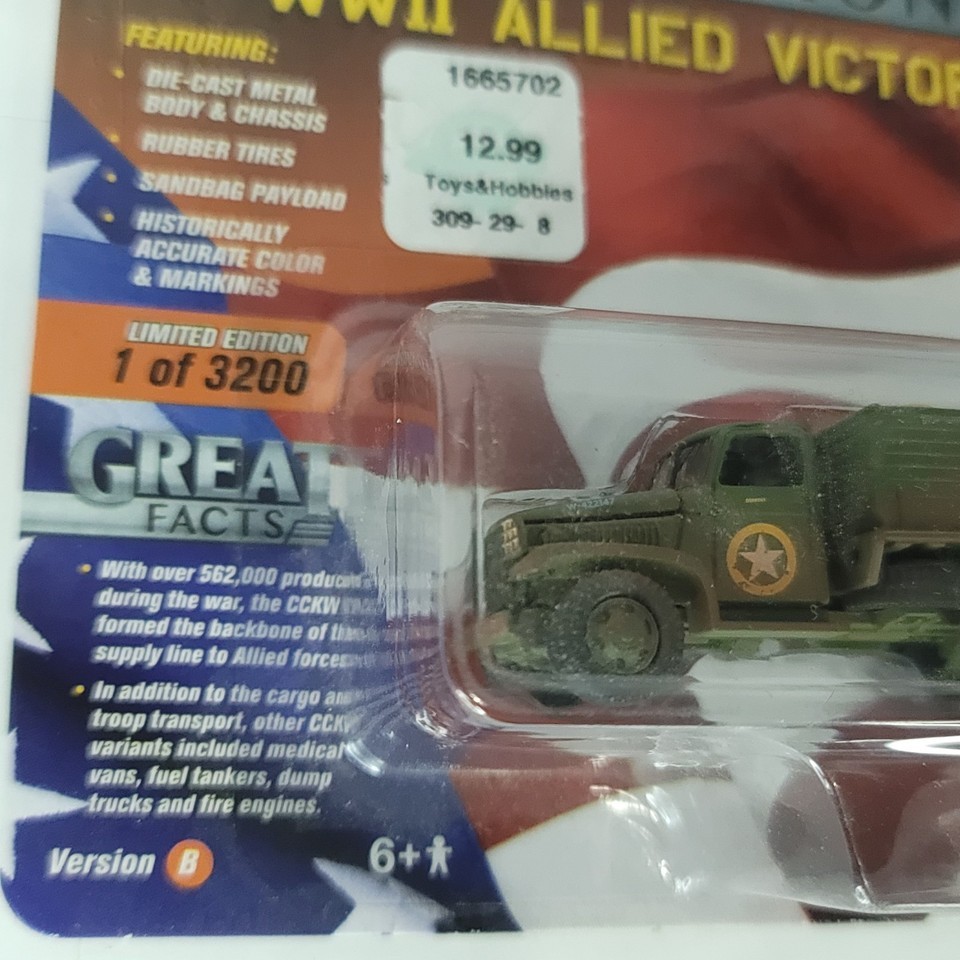 WWII ALLIED VICTOR
FEATURING:
DIE-CAST METAL
BODY & CHASSIS
RUBBER TIRES
SANDBAG PAYLOAD
HISTORICALLY
ACCURATE COLOR
& MARKINGS
1665702
12.99
Toys&Hobbies
309- 29- 8
LIMITED EDITION
1 of 3200
GREAT
FACTS
• With over 562,000
during the war, the CCKW
formed the backbone of
supply line to Allied forces
• In addition to the cargo
troop transport, other
variants included medical
vans, fuel tankers, dump
trucks and fire engines.
Version B
6+